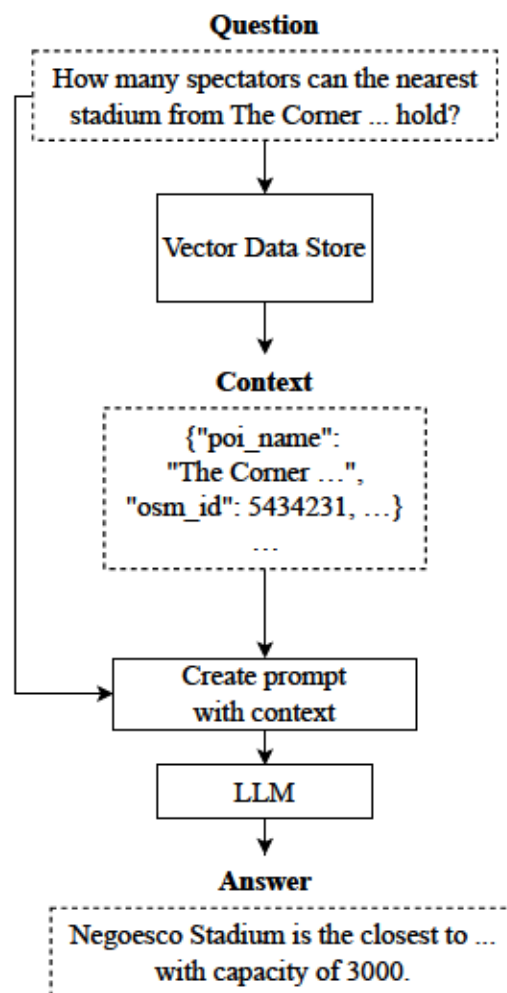 Question
How many spectators can the nearest
stadium from The Corner ... hold?
Vector Data Store
Context
{"poi_name":
"The Corner …",
"osm_id": 5434231, …}
…
Create prompt
with context
LLM
Answer
Negoesco Stadium is the closest to ...
with capacity of 3000.